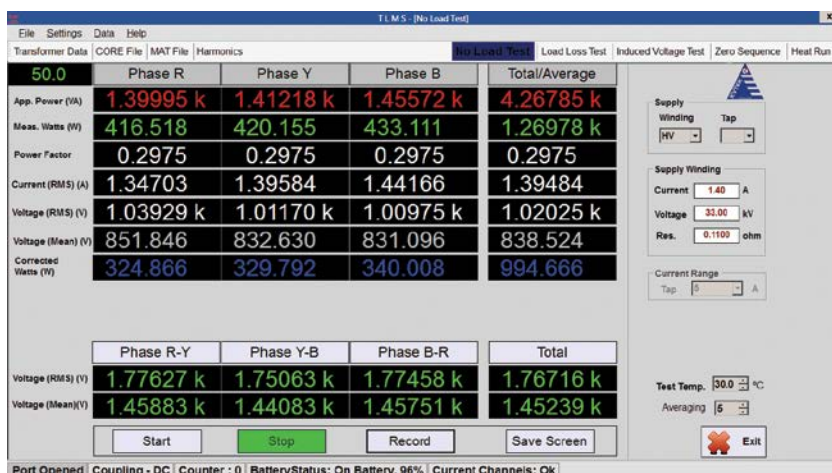 T L M S - [No Load Test]
File Settings Data Help
Transformer Data CORE File MAT File Harmonics No Load Test Load Loss Test Induced Voltage Test Zero Sequence Heat Run
50.0 Phase R Phase Y Phase B Total/Average
App. Power (VA) 1.39995 k 1.41218 k 1.45572 k 4.26785 k
Meas. Watts (W) 416.518 420.155 433.111 1.26978 k
Power Factor 0.2975 0.2975 0.2975 0.2975
Current (RMS) (A) 1.34703 1.39584 1.44166 1.39484
Voltage (RMS) (V) 1.03929 k 1.01170 k 1.00975 k 1.02025 k
Voltage (Mean) (V) 851.846 832.630 831.096 838.524
Corrected
Watts (W) 324.866 329.792 340.008 994.666
Supply
Winding Tap
HV
Supply Winding
Current 1.40 A
Voltage 33.00 kV
Res. 0.1100 ohm
Current Range
Tap 5 A
Phase R-Y Phase Y-B Phase B-R Total
Voltage (RMS) (V) 1.77627 k 1.75063 k 1.77458 k 1.76716 k
Voltage (Mean)(V) 1.45883 k 1.44083 k 1.45751 k 1.45239 k
Test Temp. 30.0 °C
Averaging 5
Start Stop Record Save Screen Exit
Port Opened Coupling - DC Counter : 0 BatteryStatus: On Battery, 96% Current Channels: Ok